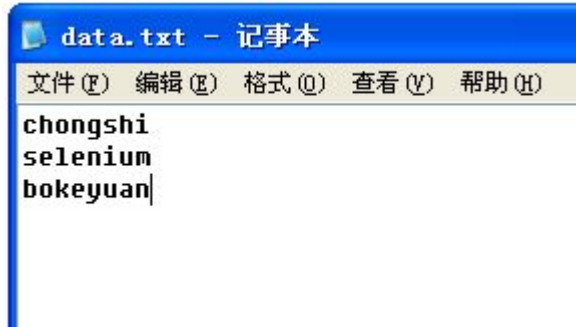 data.txt - 记事本
文件(F) 编辑(E) 格式(O) 查看(V) 帮助(H)
chongshi
selenium
bokeyuan